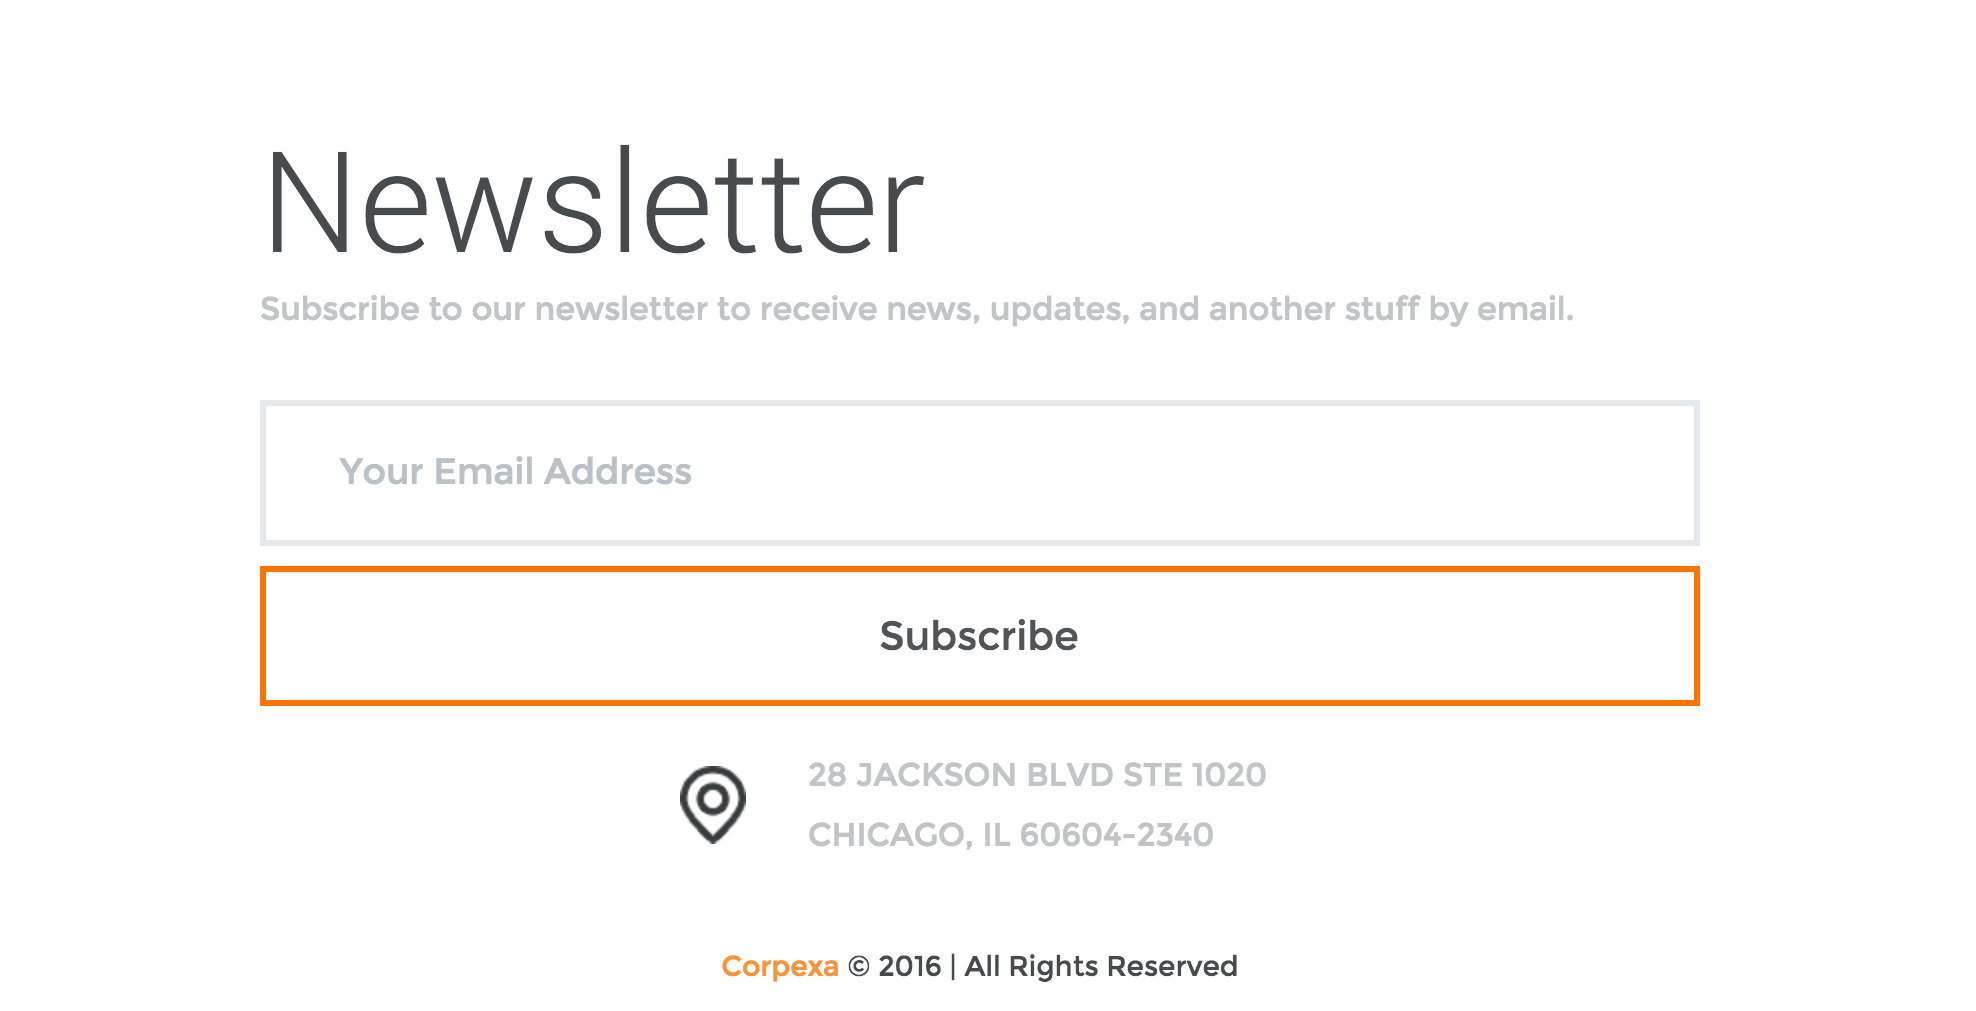 Newsletter
Subscribe to our newsletter to receive news, updates, and another stuff by email.
Your Email Address
Subscribe
28 JACKSON BLVD STE 1020
CHICAGO, IL 60604-2340
Corpexa © 2016 | All Rights Reserved